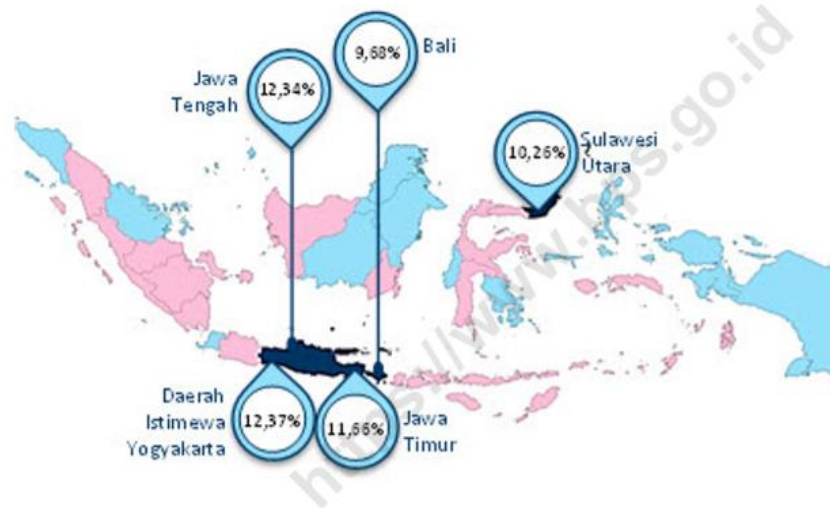 9,68%
Bali
Jawa
Tengah
12,34%
10,26%
Sulawesi
Utara
Daerah
Istimewa
Yogyakarta
12,37%
11,66%
Jawa
Timur
https://www.bps.go.id